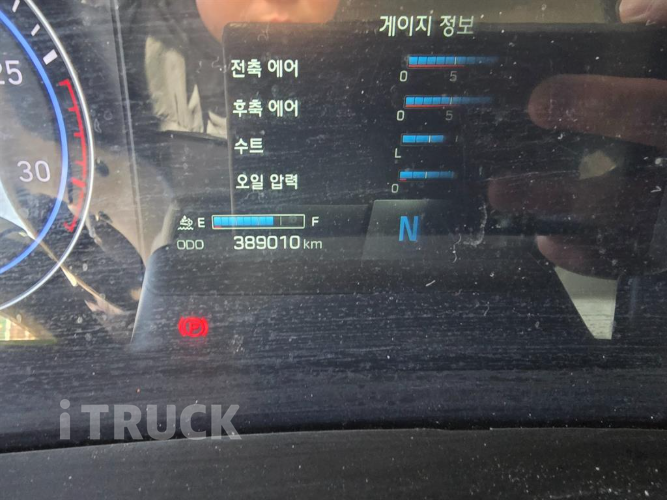 게이지 정보
25
전축 에어
0 5
후축 에어
0 5
30
수트
L
오일 압력
0
E F
ODO 389010 km
N
P
iTRUCK